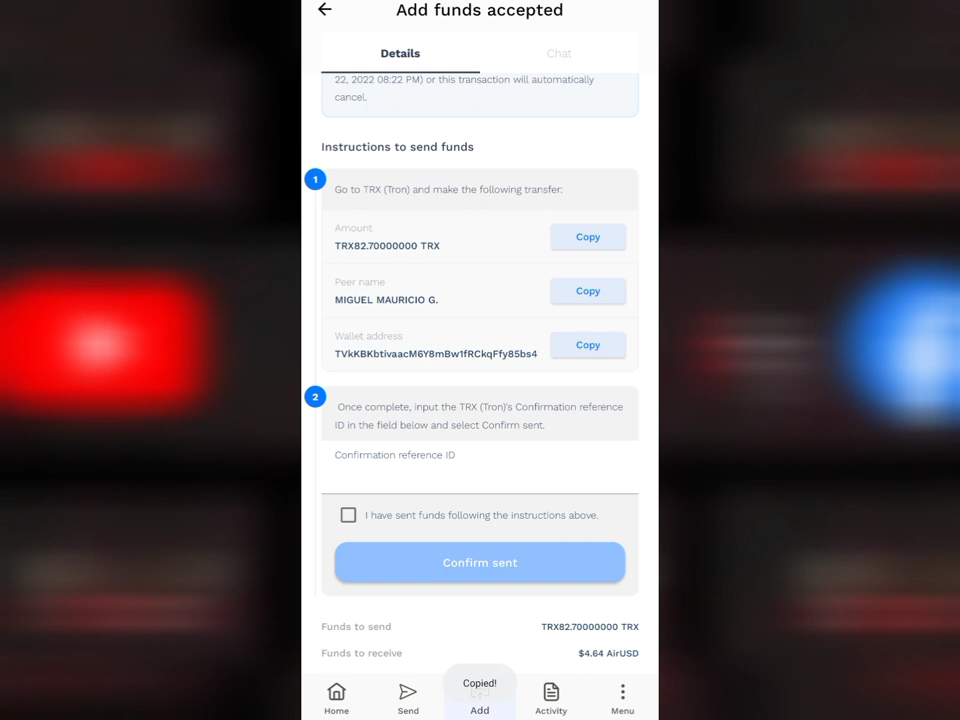 Add funds accepted
Details
Chat
22, 2022 08:22 PM) or this transaction will automatically
cancel.
Instructions to send funds
1
Go to TRX (Tron) and make the following transfer:
Amount
TRX82.70000000 TRX
Copy
Peer name
MIGUEL MAURICIO G.
Copy
Wallet address
TVkKBKbtivaacM6Y8mBw1fRCkqFfy85bs4
Copy
2
Once complete, input the TRX (Tron)'s Confirmation reference
ID in the field below and select Confirm sent.
Confirmation reference ID
I have sent funds following the instructions above.
Confirm sent
Funds to send
TRX82.70000000 TRX
Funds to receive
$4.64 AirUSD
Copied!
Home
Send
Add
Activity
Menu